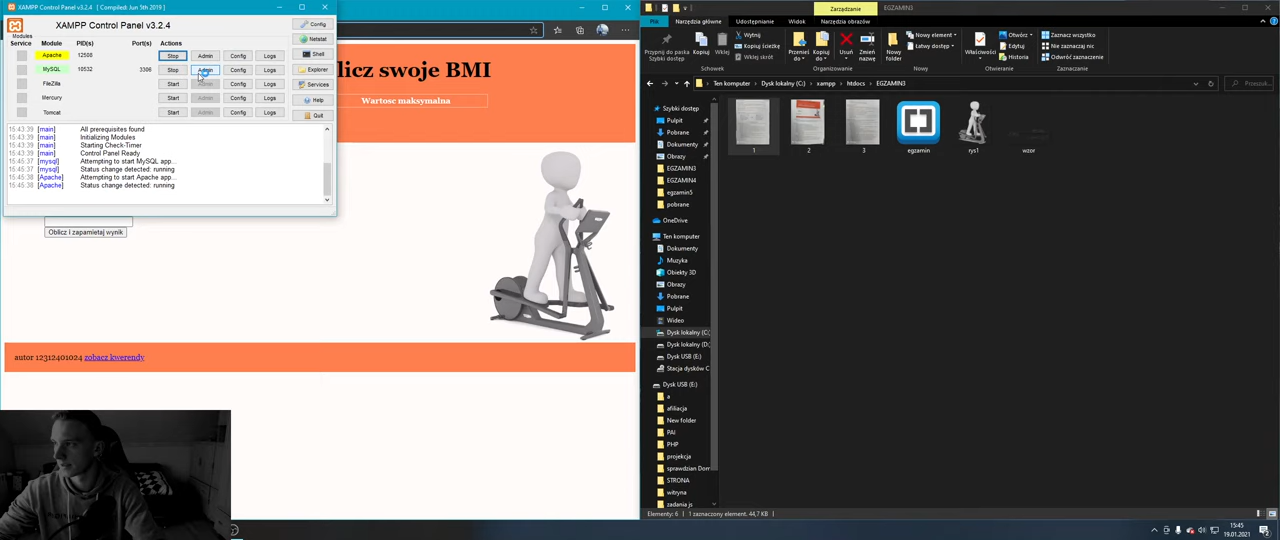 XAMPP Control Panel v3.2.4 [ Compiled: Jun 5th 2019 ]
XAMPP Control Panel v3.2.4
Config
Modules
Service Module PID(s) Port(s) Actions
Netstat
Apache 12588 Stop Admin Config Logs
Shell
MySQL 10532 3306 Stop Admin Config Logs
Explorer
FileZilla Start Admin Config Logs
Services
Mercury Start Admin Config Logs
Help
Tomcat Start Admin Config Logs
Quit
15:43:39 [main] All prerequisites found
15:43:39 [main] Initializing Modules
15:43:39 [main] Starting Check-Timer
15:43:39 [main] Control Panel Ready
15:45:37 [mysql] Attempting to start MySQL app...
15:45:37 [mysql] Status change detected: running
15:45:38 [Apache] Attempting to start Apache app...
15:45:38 [Apache] Status change detected: running
licz swoje BMI
Wartosc maksymalna
Oblicz i zapamietaj wynik
autor 12312401024 zobacz kwerendy
Zarządzanie
EGZAMIN3
Plik Narzędzia główne Udostępnianie Widok Narzędzia obrazów
Przypnij do paska Szybki dostęp
Kopiuj
Wklej
Wytnij
Kopiuj ścieżkę
Wklej skrót
Schowek
Przenieś do
Kopiuj do
Usuń
Zmień nazwę
Organizowanie
Nowy folder
Nowy element
Łatwy dostęp
Nowy
Właściwości
Otwórz
Edytuj
Historia
Otwieranie
Zaznacz wszystko
Nie zaznaczaj nic
Odwróć zaznaczenie
Zaznaczanie
Ten komputer > Dysk lokalny (C:) > xampp > htdocs > EGZAMIN3
Przeszuk...
Szybki dostęp
Pulpit
Pobrane
Dokumenty
Obrazy
EGZAMIN3
EGZAMIN4
egzamin5
pobrane
OneDrive
Ten komputer
Dokumenty
Muzyka
Obiekty 3D
Obrazy
Pobrane
Pulpit
Wideo
Dysk lokalny (C:)
Dysk lokalny (D:)
Dysk USB (E:)
Stacja dysków C
Dysk USB (E:)
a
afiliacja
New folder
PAI
PHP
projekcja
sprawdzian Dom
STRONA
witryna
zadania js
1
2
3
egzamin
rys1
wzor
Elementy: 6 1 zaznaczony element. 44,7 KB
15:45
19.01.2021